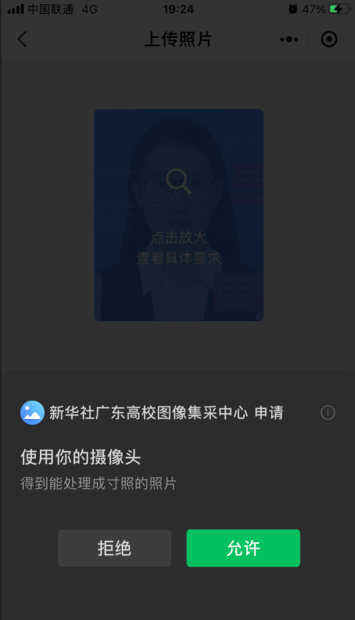 中国联通 4G 19:24 47%
上传照片
点击放大
查看具体要求
新华社广东高校图像集采中心 申请
使用你的摄像头
得到能处理成寸照的照片
拒绝 允许